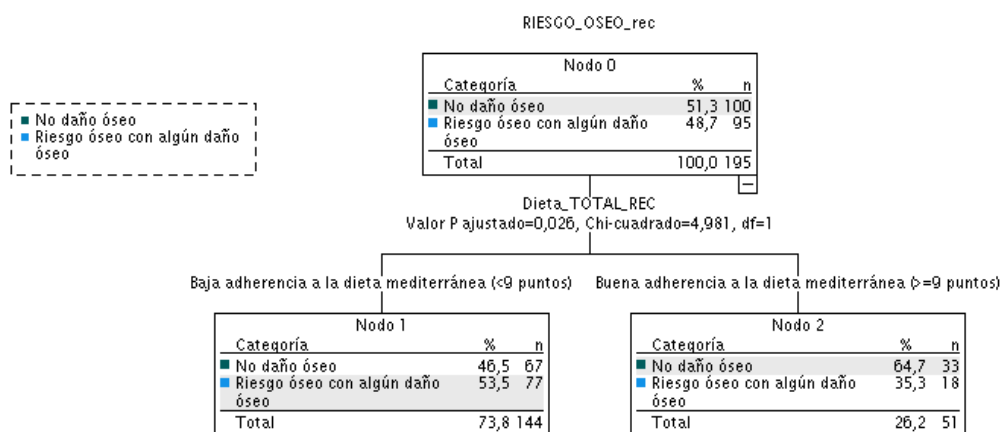 RIESGO_OSEO_rec
Nodo 0
Categoría % n
No daño óseo 51,3 100
Riesgo óseo con algún daño 48,7 95
óseo
Total 100,0 195
No daño óseo
Riesgo óseo con algún daño
óseo
Dieta_TOTAL_REC
Valor P ajustado=0,026, Chi-cuadrado=4,981, df=1
Baja adherencia a la dieta mediterránea (<9 puntos)
Buena adherencia a la dieta mediterránea (>=9 puntos)
Nodo 1
Categoría % n
No daño óseo 46,5 67
Riesgo óseo con algún daño 53,5 77
óseo
Total 73,8 144
Nodo 2
Categoría % n
No daño óseo 64,7 33
Riesgo óseo con algún daño 35,3 18
óseo
Total 26,2 51